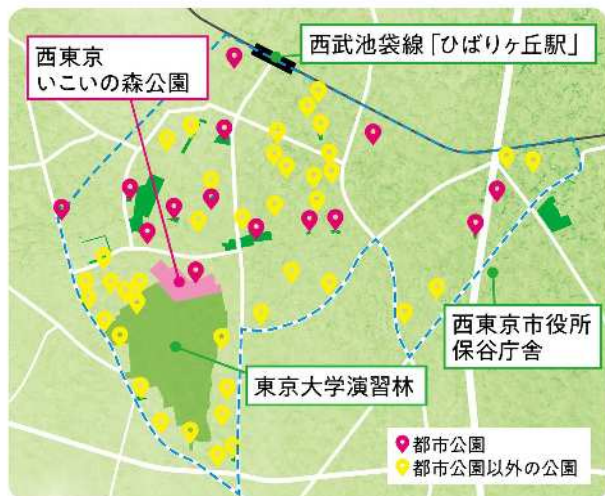 西武池袋線「ひばりヶ丘駅」
西東京
いこいの森公園
西東京市役所
保谷庁舎
東京大学演習林
都市公園
都市公園以外の公園